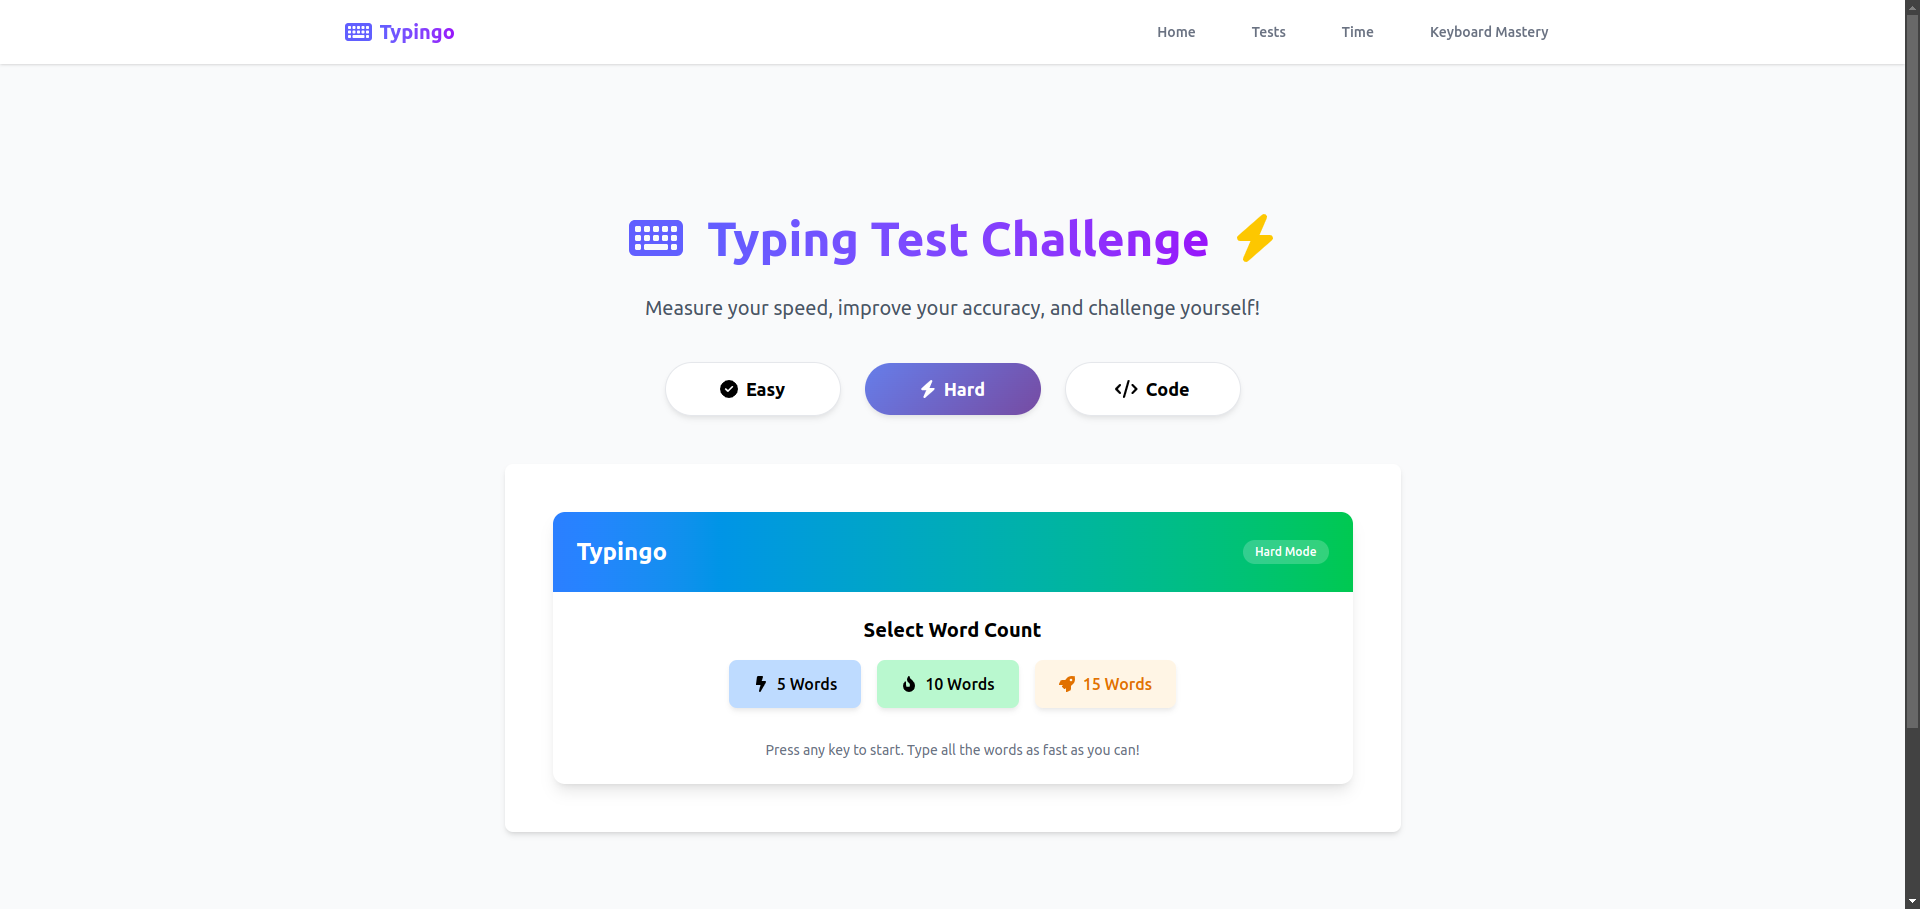 Typingo
Home Tests Time Keyboard Mastery
Typing Test Challenge
Measure your speed, improve your accuracy, and challenge yourself!
Easy Hard </> Code
Typingo Hard Mode
Select Word Count
5 Words 10 Words 15 Words
Press any key to start. Type all the words as fast as you can!